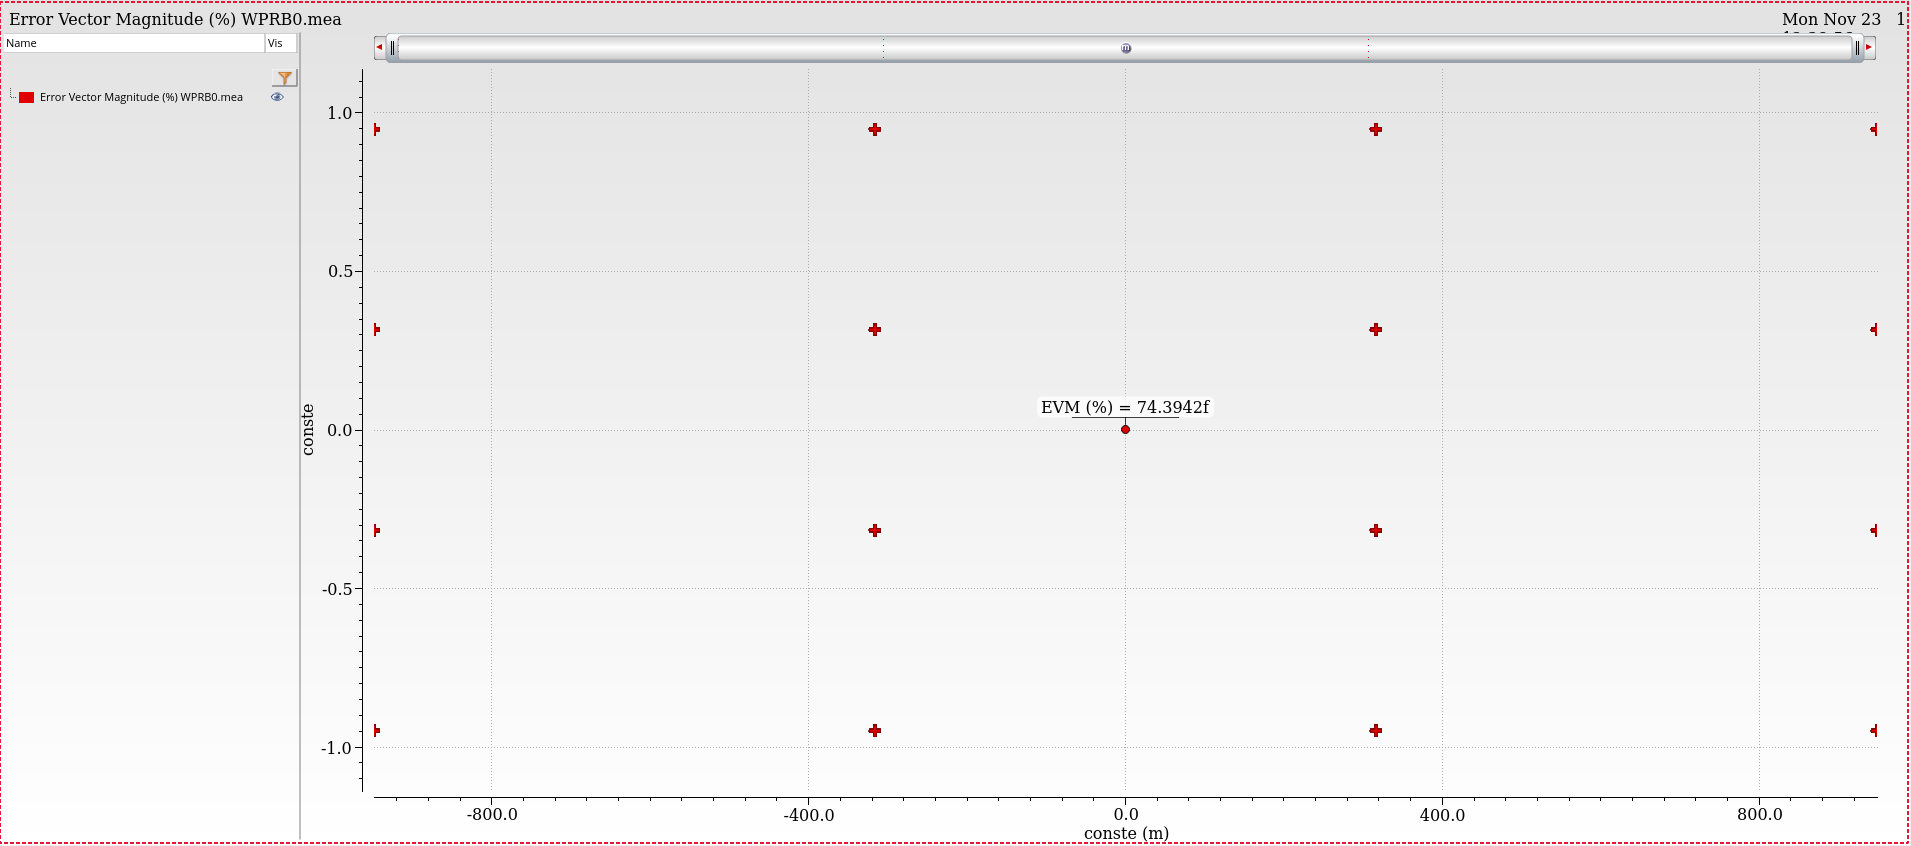 Error Vector Magnitude (%) WPRB0.mea
Mon Nov 23 1
Name
Vis
Error Vector Magnitude (%) WPRB0.mea
m
1.0
0.5
EVM (%) = 74.3942f
0.0
conste
-0.5
-1.0
-800.0
-400.0
0.0
400.0
800.0
conste (m)